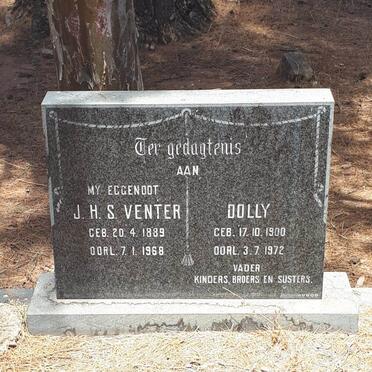 Ter gedagtenis
AAN
MY EGGENOOT
J. H. S. VENTER
GEB. 20. 4. 1889
OORL. 7. 1. 1968
DOLLY
GEB. 17. 10. 1900
OORL. 3. 7. 1972
VADER
KINDERS, BROERS EN SUSTERS.